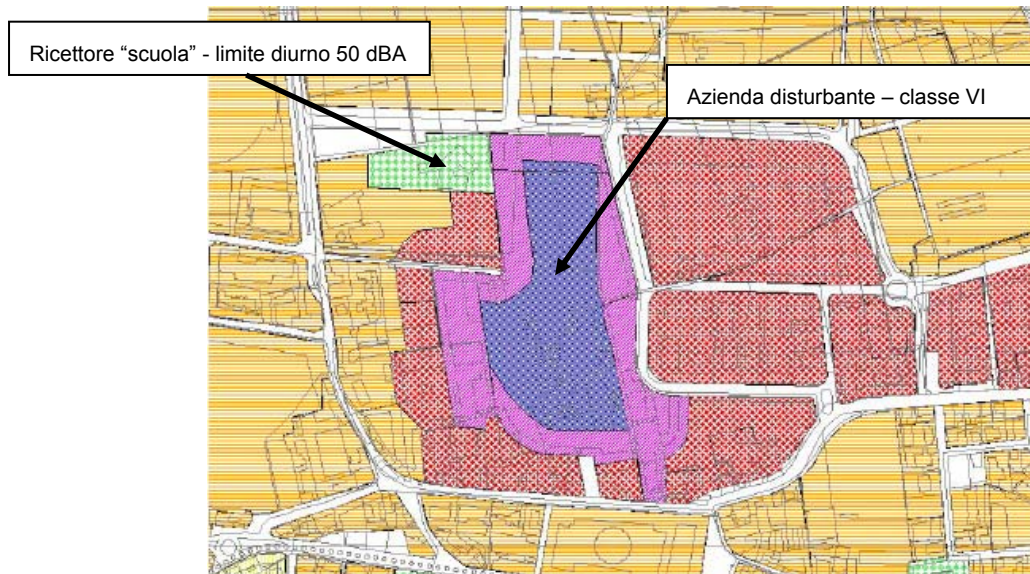 Ricettore “scuola” - limite diurno 50 dBA
Azienda disturbante – classe VI